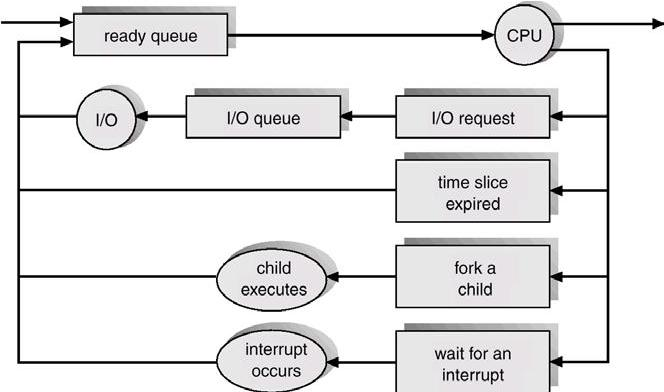 ready queue
CPU
I/O
I/O queue
I/O request
time slice
expired
child
executes
fork a
child
interrupt
occurs
wait for an
interrupt